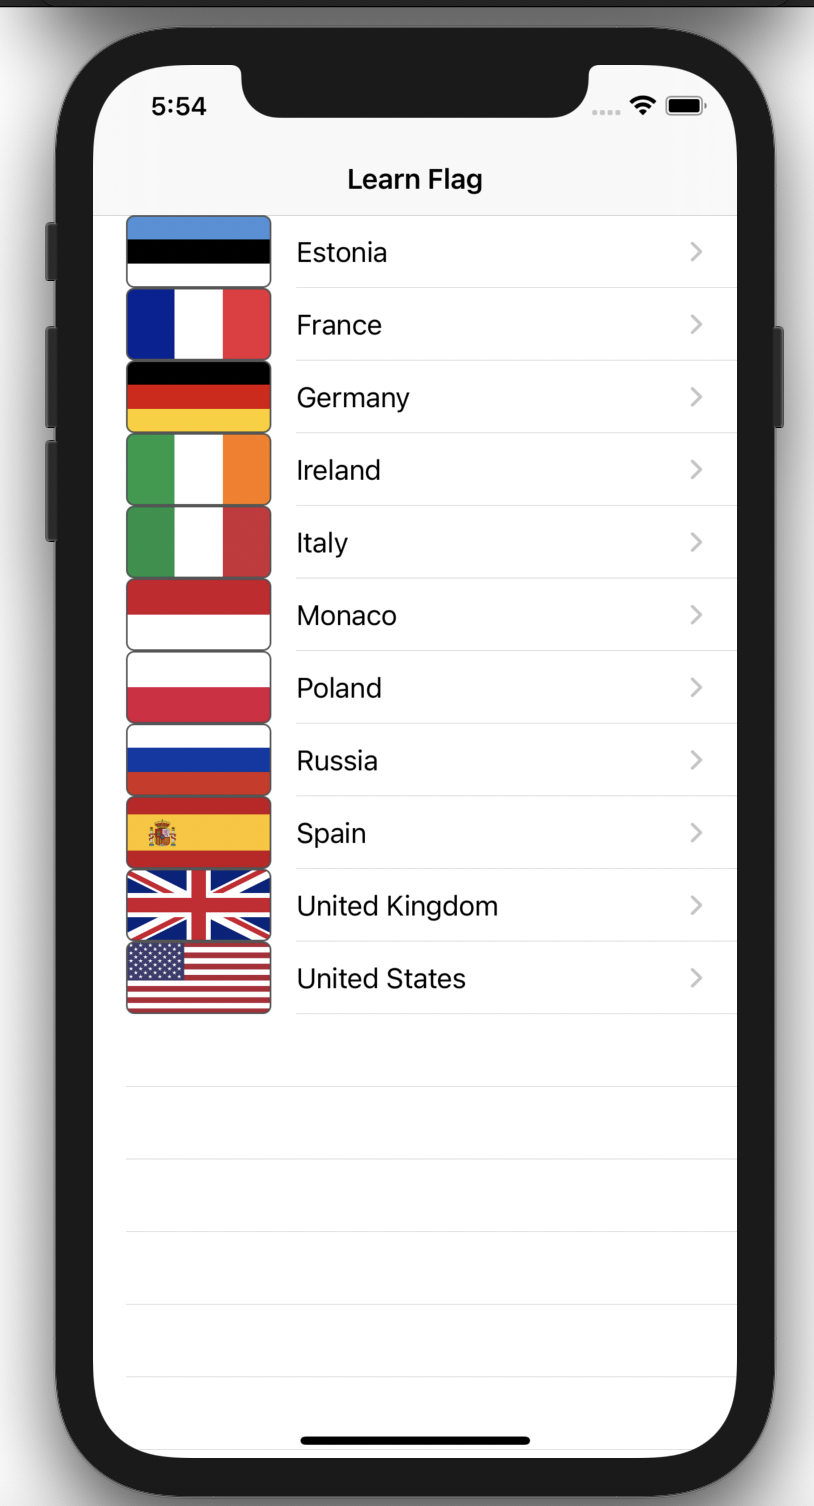 5:54
Learn Flag
Estonia
France
Germany
Ireland
Italy
Monaco
Poland
Russia
Spain
United Kingdom
United States